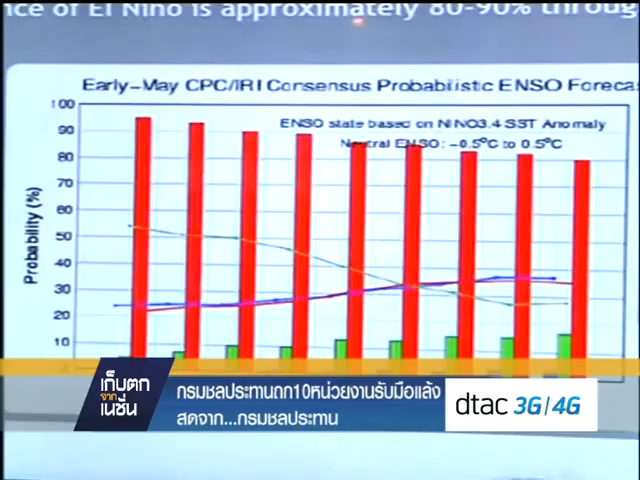 nce of El Niño is approximately 80-90% throug
Early-May CPC/IRI Consensus Probabilistic ENSO Foreca
ENSO state based on NINO3.4 SST Anomaly
Neutral ENSO: -0.5°C to 0.5°C
Probability (%)
100
90
80
70
60
50
40
30
20
10
เก็บตก
จาก
เนชั่น
กรมชลประทานถก10หน่วยงานรับมือแล้ง
สดจาก...กรมชลประทาน
dtac 3G/4G